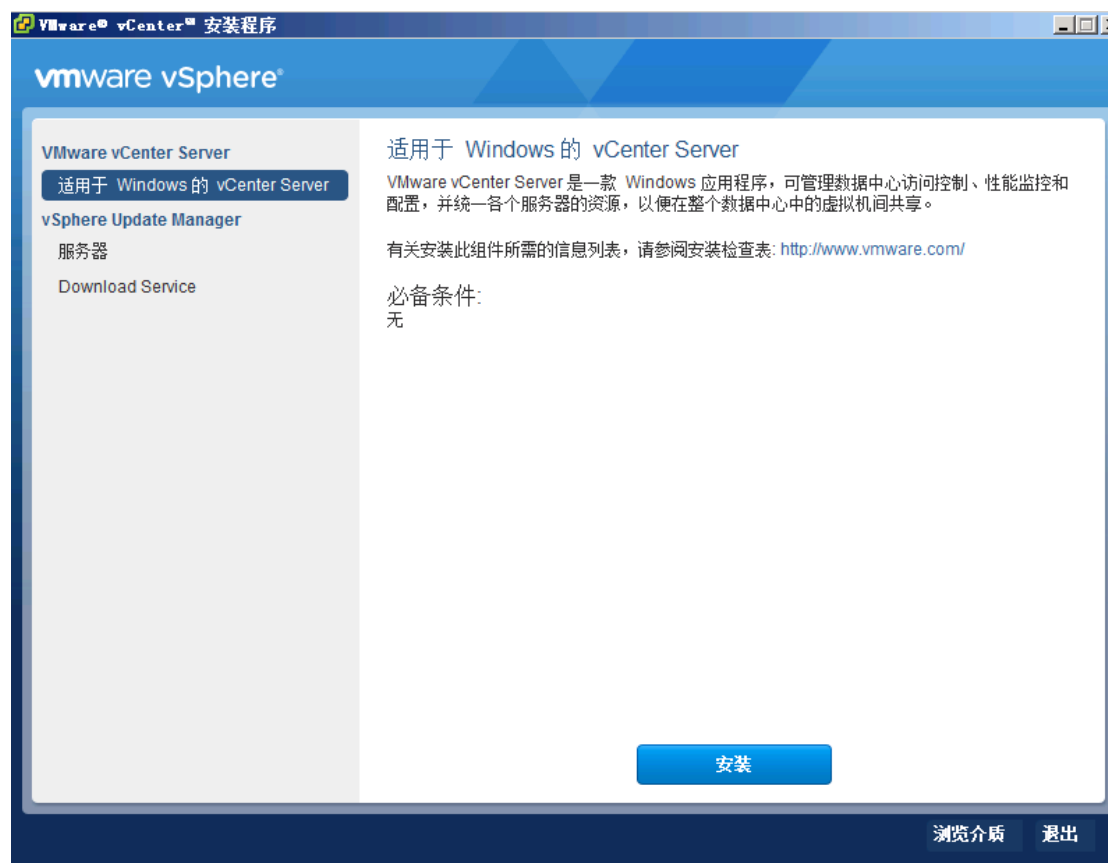 VMware® vCenter™ 安装程序
vmware vSphere®
VMware vCenter Server
适用于 Windows 的 vCenter Server
vSphere Update Manager
服务器
Download Service
适用于 Windows 的 vCenter Server
VMware vCenter Server 是一款 Windows 应用程序，可管理数据中心访问控制、性能监控和
配置，并统一各个服务器的资源，以便在整个数据中心中的虚拟机间共享。
有关安装此组件所需的信息列表，请参阅安装检查表: http://www.vmware.com/
必备条件:
无
安装
浏览介质 退出